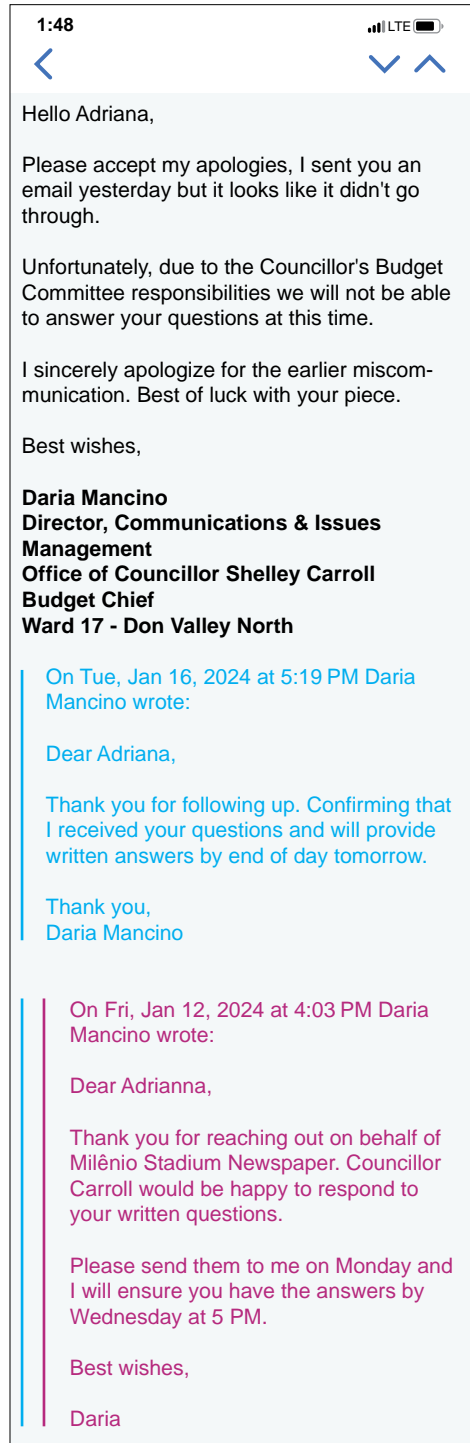 1:48
LTE
Hello Adriana,
Please accept my apologies, I sent you an
email yesterday but it looks like it didn't go
through.
Unfortunately, due to the Councillor's Budget
Committee responsibilities we will not be able
to answer your questions at this time.
I sincerely apologize for the earlier miscom-
munication. Best of luck with your piece.
Best wishes,
Daria Mancino
Director, Communications & Issues
Management
Office of Councillor Shelley Carroll
Budget Chief
Ward 17 - Don Valley North
On Tue, Jan 16, 2024 at 5:19 PM Daria
Mancino wrote:
Dear Adriana,
Thank you for following up. Confirming that
I received your questions and will provide
written answers by end of day tomorrow.
Thank you,
Daria Mancino
On Fri, Jan 12, 2024 at 4:03 PM Daria
Mancino wrote:
Dear Adrianna,
Thank you for reaching out on behalf of
Milênio Stadium Newspaper. Councillor
Carroll would be happy to respond to
your written questions.
Please send them to me on Monday and
I will ensure you have the answers by
Wednesday at 5 PM.
Best wishes,
Daria